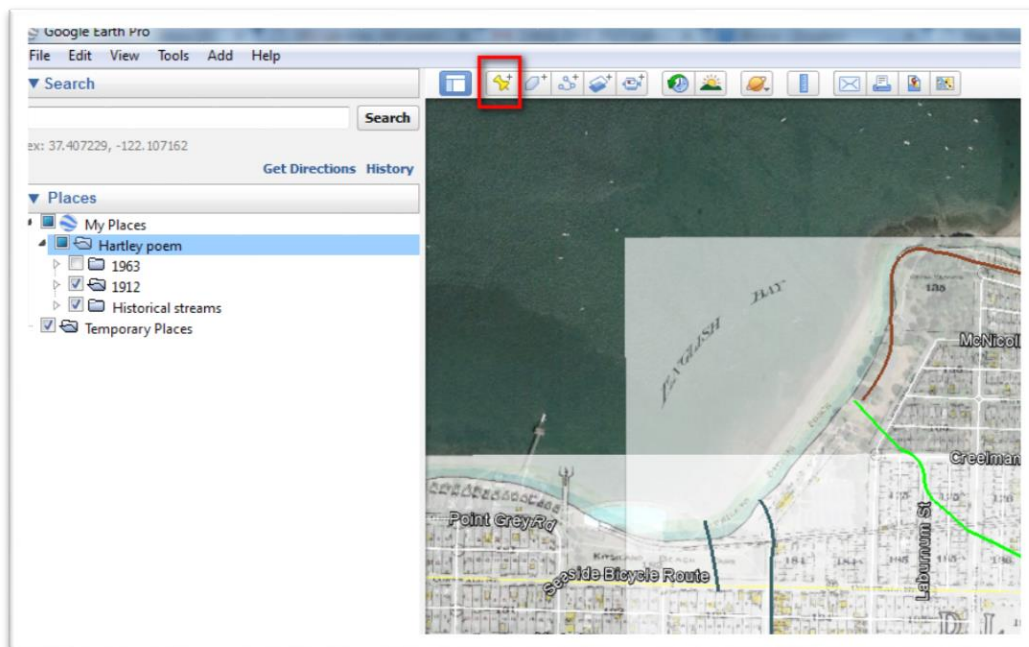 Google Earth Pro
File Edit View Tools Add Help
Search
Search
ex: 37.407229, -122.107162
Get Directions History
Places
My Places
Hartley poem
1963
1912
Historical streams
Temporary Places
ENGLISH BAY
McNicoll
Creelman
Point Grey Rd
Laburnum St
Seaside Bicycle Route
D. L.